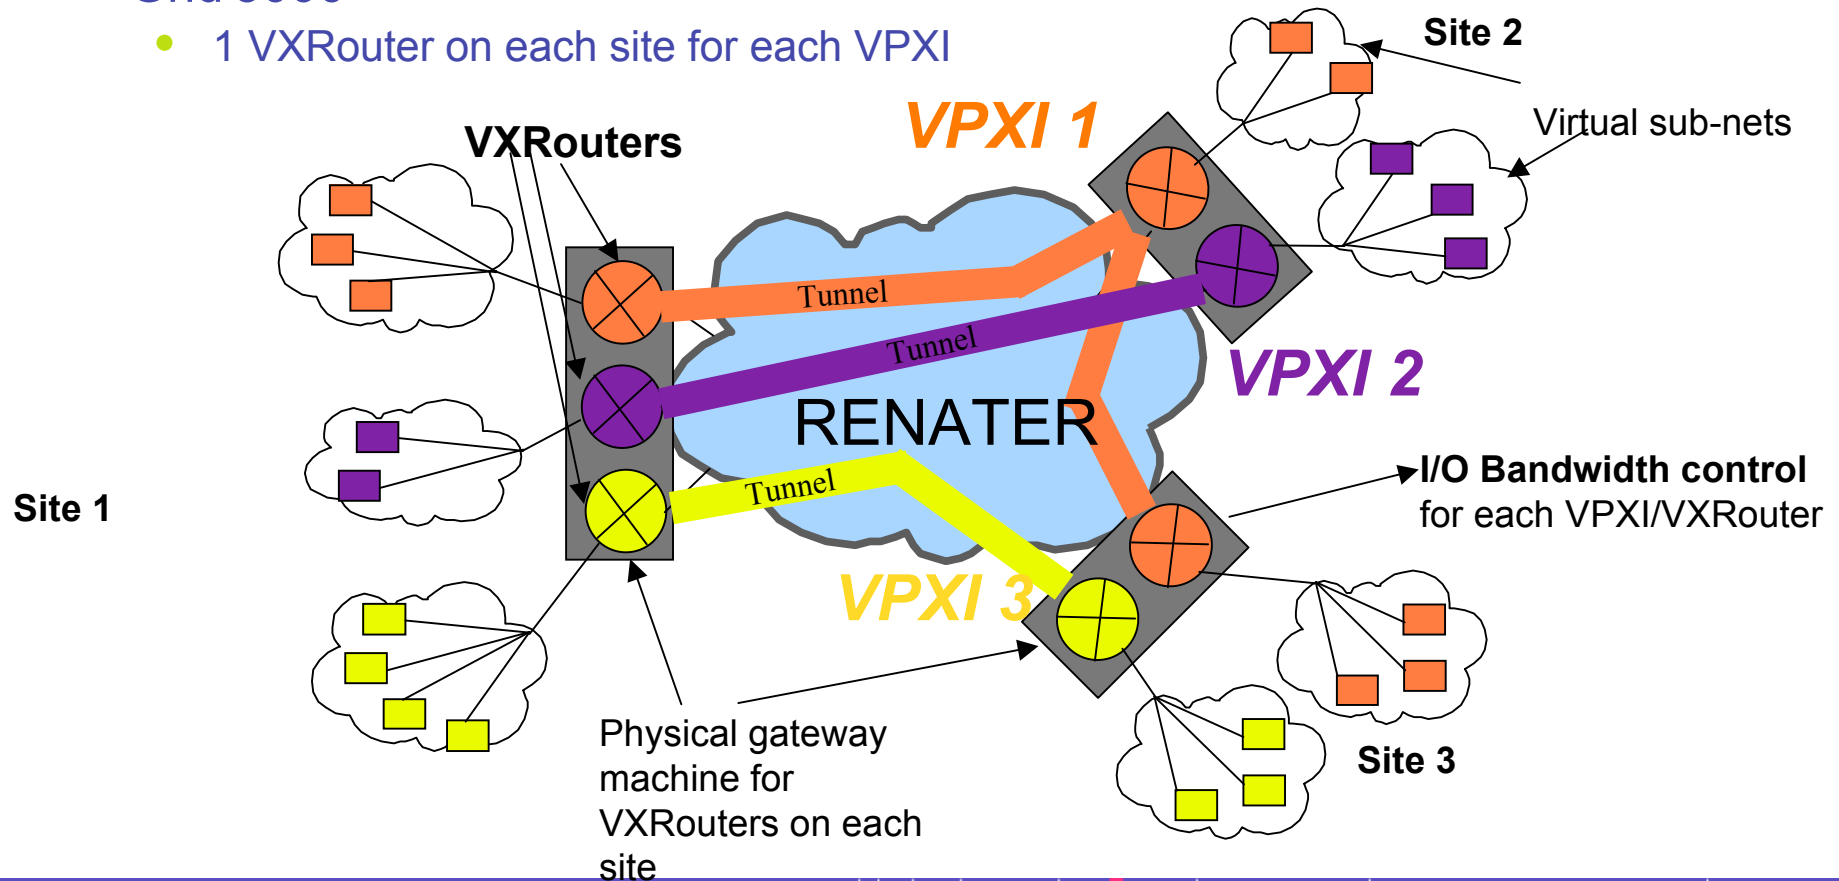 1 VXRouter on each site for each VPXI
Site 2
VPXI 1
Virtual sub-nets
VXRouters
Tunnel
Tunnel
VPXI 2
RENATER
I/O Bandwidth control
for each VPXI/VXRouter
Tunnel
Site 1
VPXI 3
Physical gateway
machine for
VXRouters on each
site
Site 3